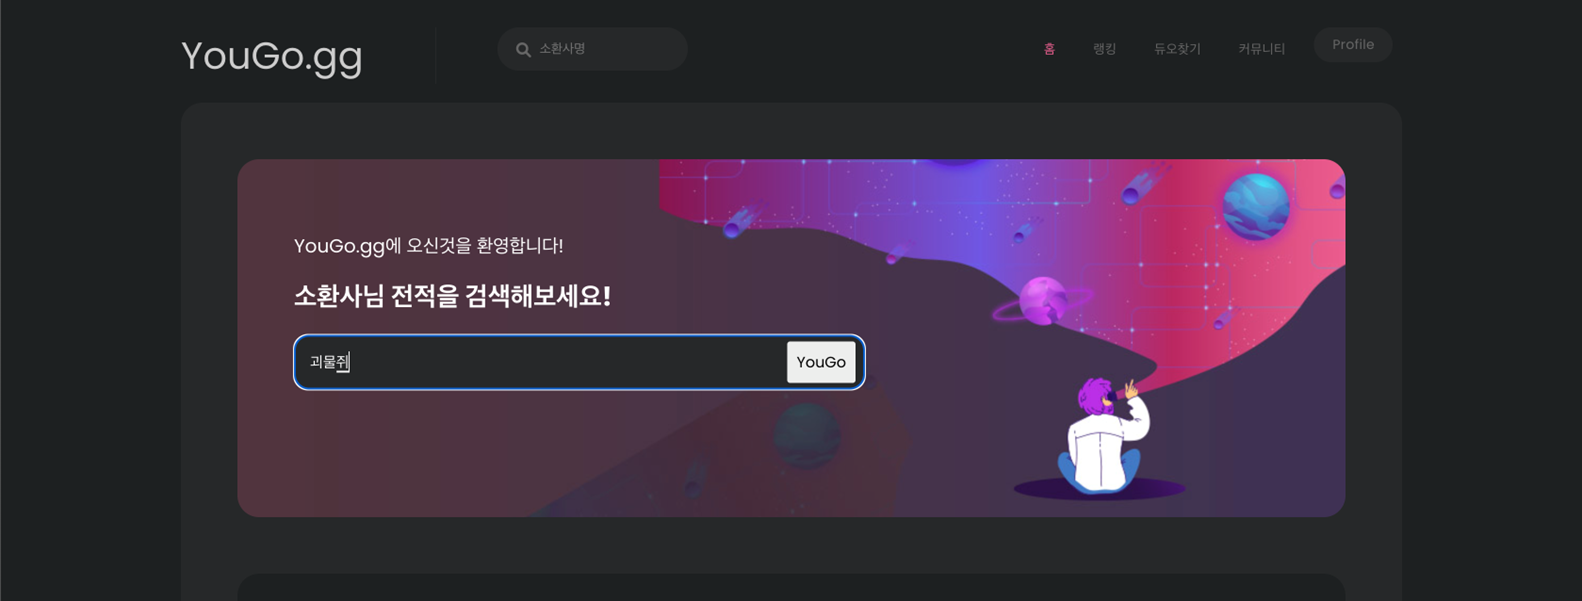 YouGo.gg
소환사명
홈 랭킹 듀오찾기 커뮤니티 Profile
YouGo.gg에 오신것을 환영합니다!
소환사님 전적을 검색해보세요!
괴물쥐 YouGo